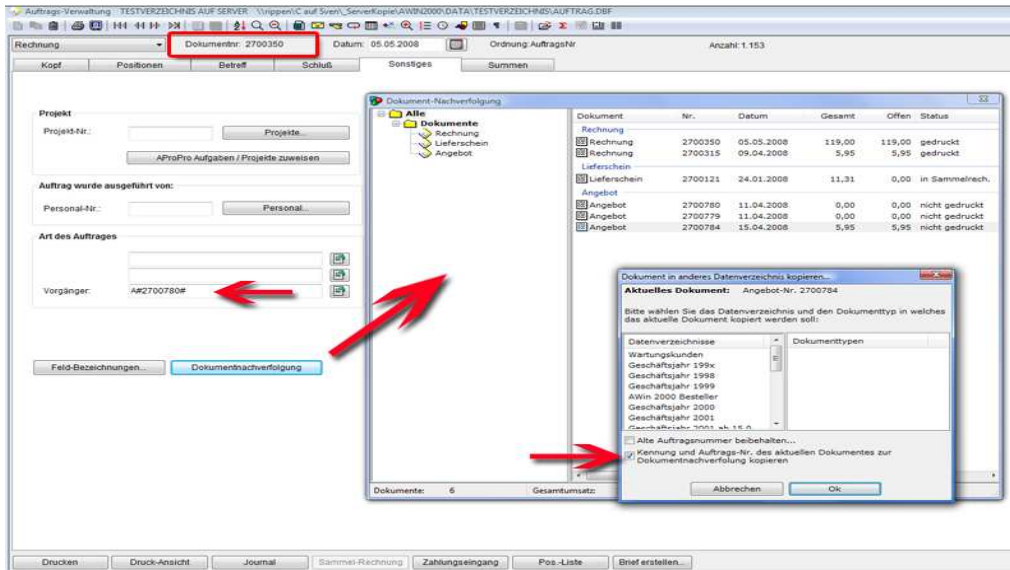 Auftrags-Verwaltung TESTVERZEICHNIS AUF SERVER \\rippen\C auf Sven\_ServerKopie\AWIN2000\DATA\TESTVERZEICHNIS\AUFTRAG.DBF
Rechnung Dokumentnr: 2700350 Datum: 05.05.2008 Ordnung:AuftragsNr Anzahl: 1.153
Kopf Positionen Betreff Schluß Sonstiges Summen
Projekt
Projekt-Nr.: Projekte...
AProPro Aufgaben / Projekte zuweisen
Auftrag wurde ausgeführt von:
Personal-Nr.: Personal...
Art des Auftrages
Vorgänger: A#2700780#
Feld-Bezeichnungen... Dokumentnachverfolgung
Dokument-Nachverfolgung
Alle
Dokumente
Rechnung
Lieferschein
Angebot
Dokument Nr. Datum Gesamt Offen Status
Rechnung
Rechnung 2700350 05.05.2008 119,00 119,00 gedruckt
Rechnung 2700315 09.04.2008 5,95 5,95 gedruckt
Lieferschein
Lieferschein 2700121 24.01.2008 11,31 0,00 in Sammelrech.
Angebot
Angebot 2700780 11.04.2008 0,00 0,00 nicht gedruckt
Angebot 2700779 11.04.2008 0,00 0,00 nicht gedruckt
Angebot 2700784 15.04.2008 5,95 5,95 nicht gedruckt
Dokumente: 6 Gesamtumsatz:
Dokument in anderes Datenverzeichnis kopieren...
Aktuelles Dokument: Angebot-Nr. 2700784
Bitte wählen Sie das Datenverzeichnis und den Dokumenttyp in welches
das aktuelle Dokument kopiert werden soll:
Datenverzeichnisse Dokumenttypen
Wartungskunden
Geschäftsjahr 199x
Geschäftsjahr 1998
Geschäftsjahr 1999
AWin 2000 Besteller
Geschäftsjahr 2000
Geschäftsjahr 2001
Geschäftsjahr 2001 ab 15.0
Alte Auftragsnummer beibehalten...
Kennung und Auftrags-Nr. des aktuellen Dokumentes zur
Dokumentnachverfolung kopieren
Abbrechen Ok
Drucken Druck-Ansicht Journal Sammel-Rechnung Zahlungseingang Pos.-Liste Brief erstellen...